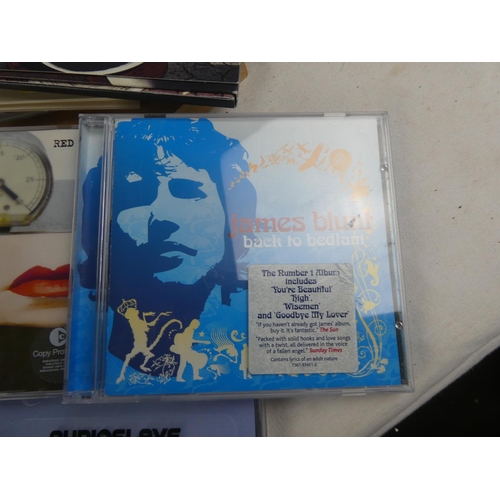 RED
james blunt
back to bedlam
The Number 1 Album
includes
'You're Beautiful'
'High',
'Wisemen'
and 'Goodbye My Lover'
"If you haven't already got James' album,
buy it. It's fantastic." The Sun
"Packed with solid hooks and love songs
with a twist, all delivered in the voice
of a fallen angel." Sunday Times
Contains lyrics of an adult nature
Copy Pro
AUDIOSLAVE